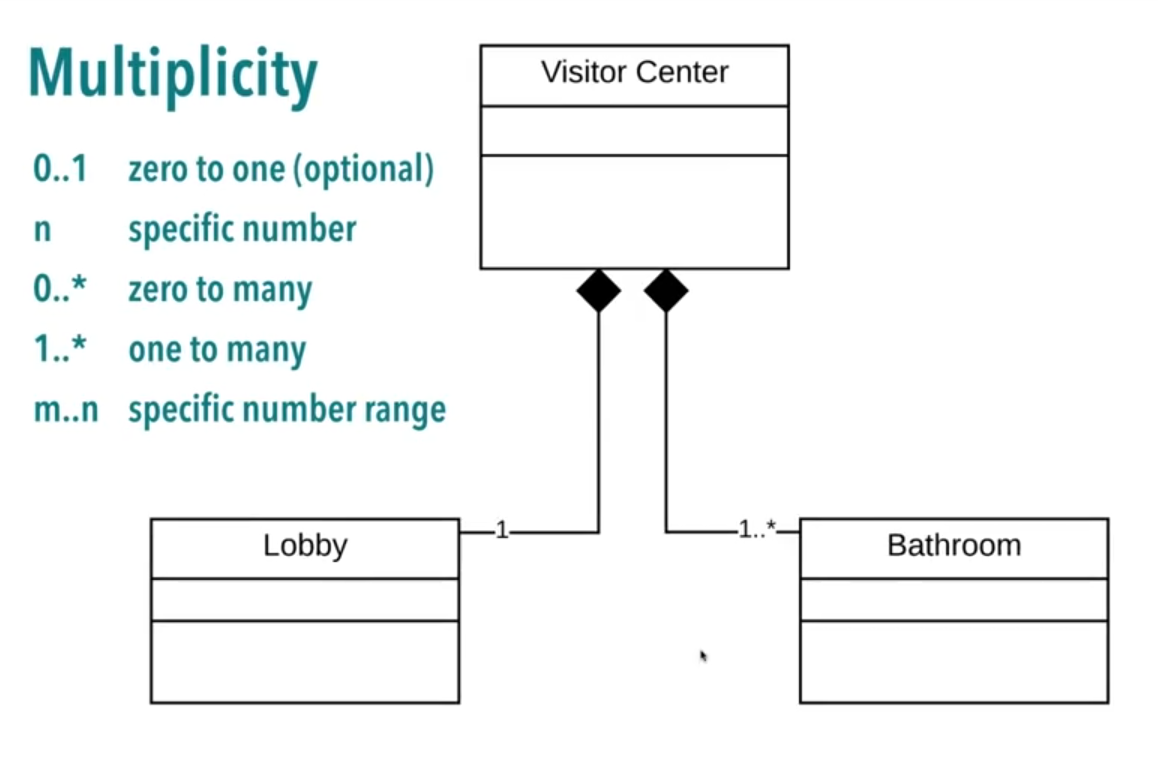 Multiplicity
0..1 zero to one (optional)
n specific number
0..* zero to many
1..* one to many
m..n specific number range
Visitor Center
1
1..*
Lobby
Bathroom